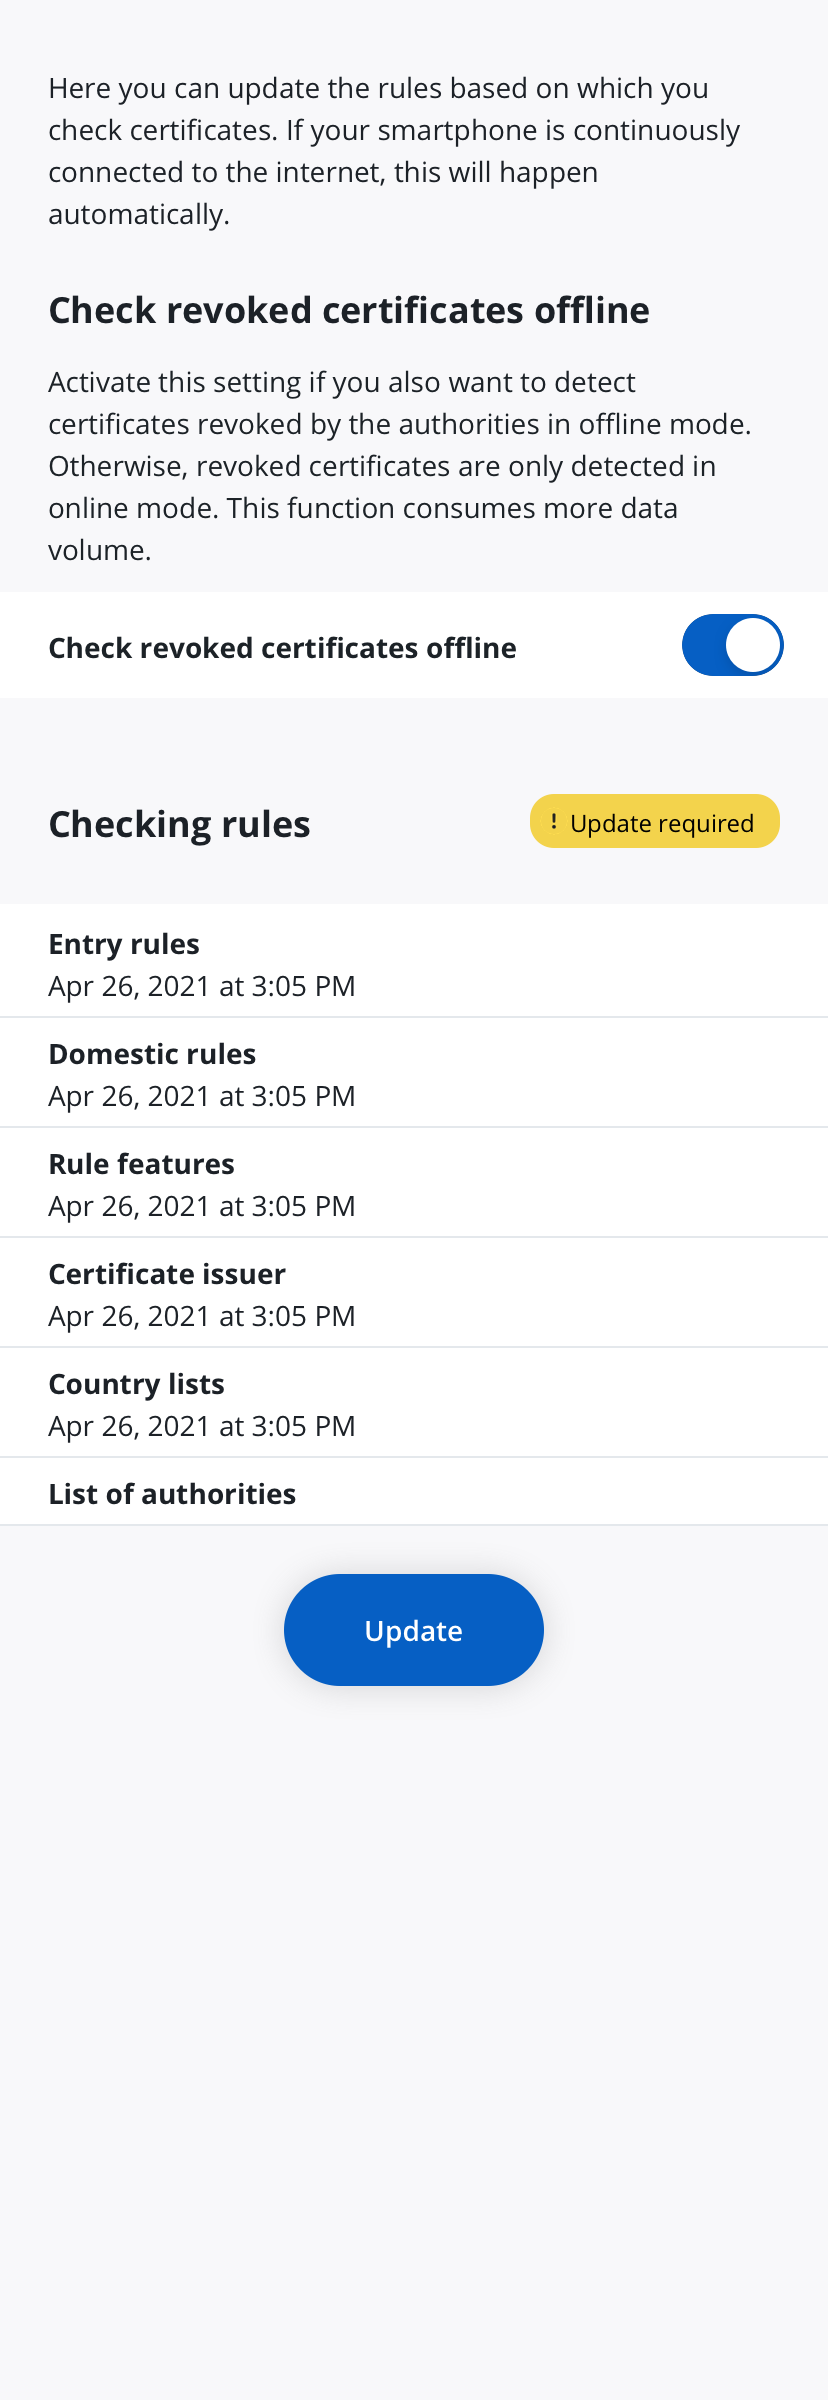 Here you can update the rules based on which you
check certificates. If your smartphone is continuously
connected to the internet, this will happen
automatically.
Check revoked certificates offline
Activate this setting if you also want to detect
certificates revoked by the authorities in offline mode.
Otherwise, revoked certificates are only detected in
online mode. This function consumes more data
volume.
Check revoked certificates offline
Checking rules
! Update required
Entry rules
Apr 26, 2021 at 3:05 PM
Domestic rules
Apr 26, 2021 at 3:05 PM
Rule features
Apr 26, 2021 at 3:05 PM
Certificate issuer
Apr 26, 2021 at 3:05 PM
Country lists
Apr 26, 2021 at 3:05 PM
List of authorities
Update